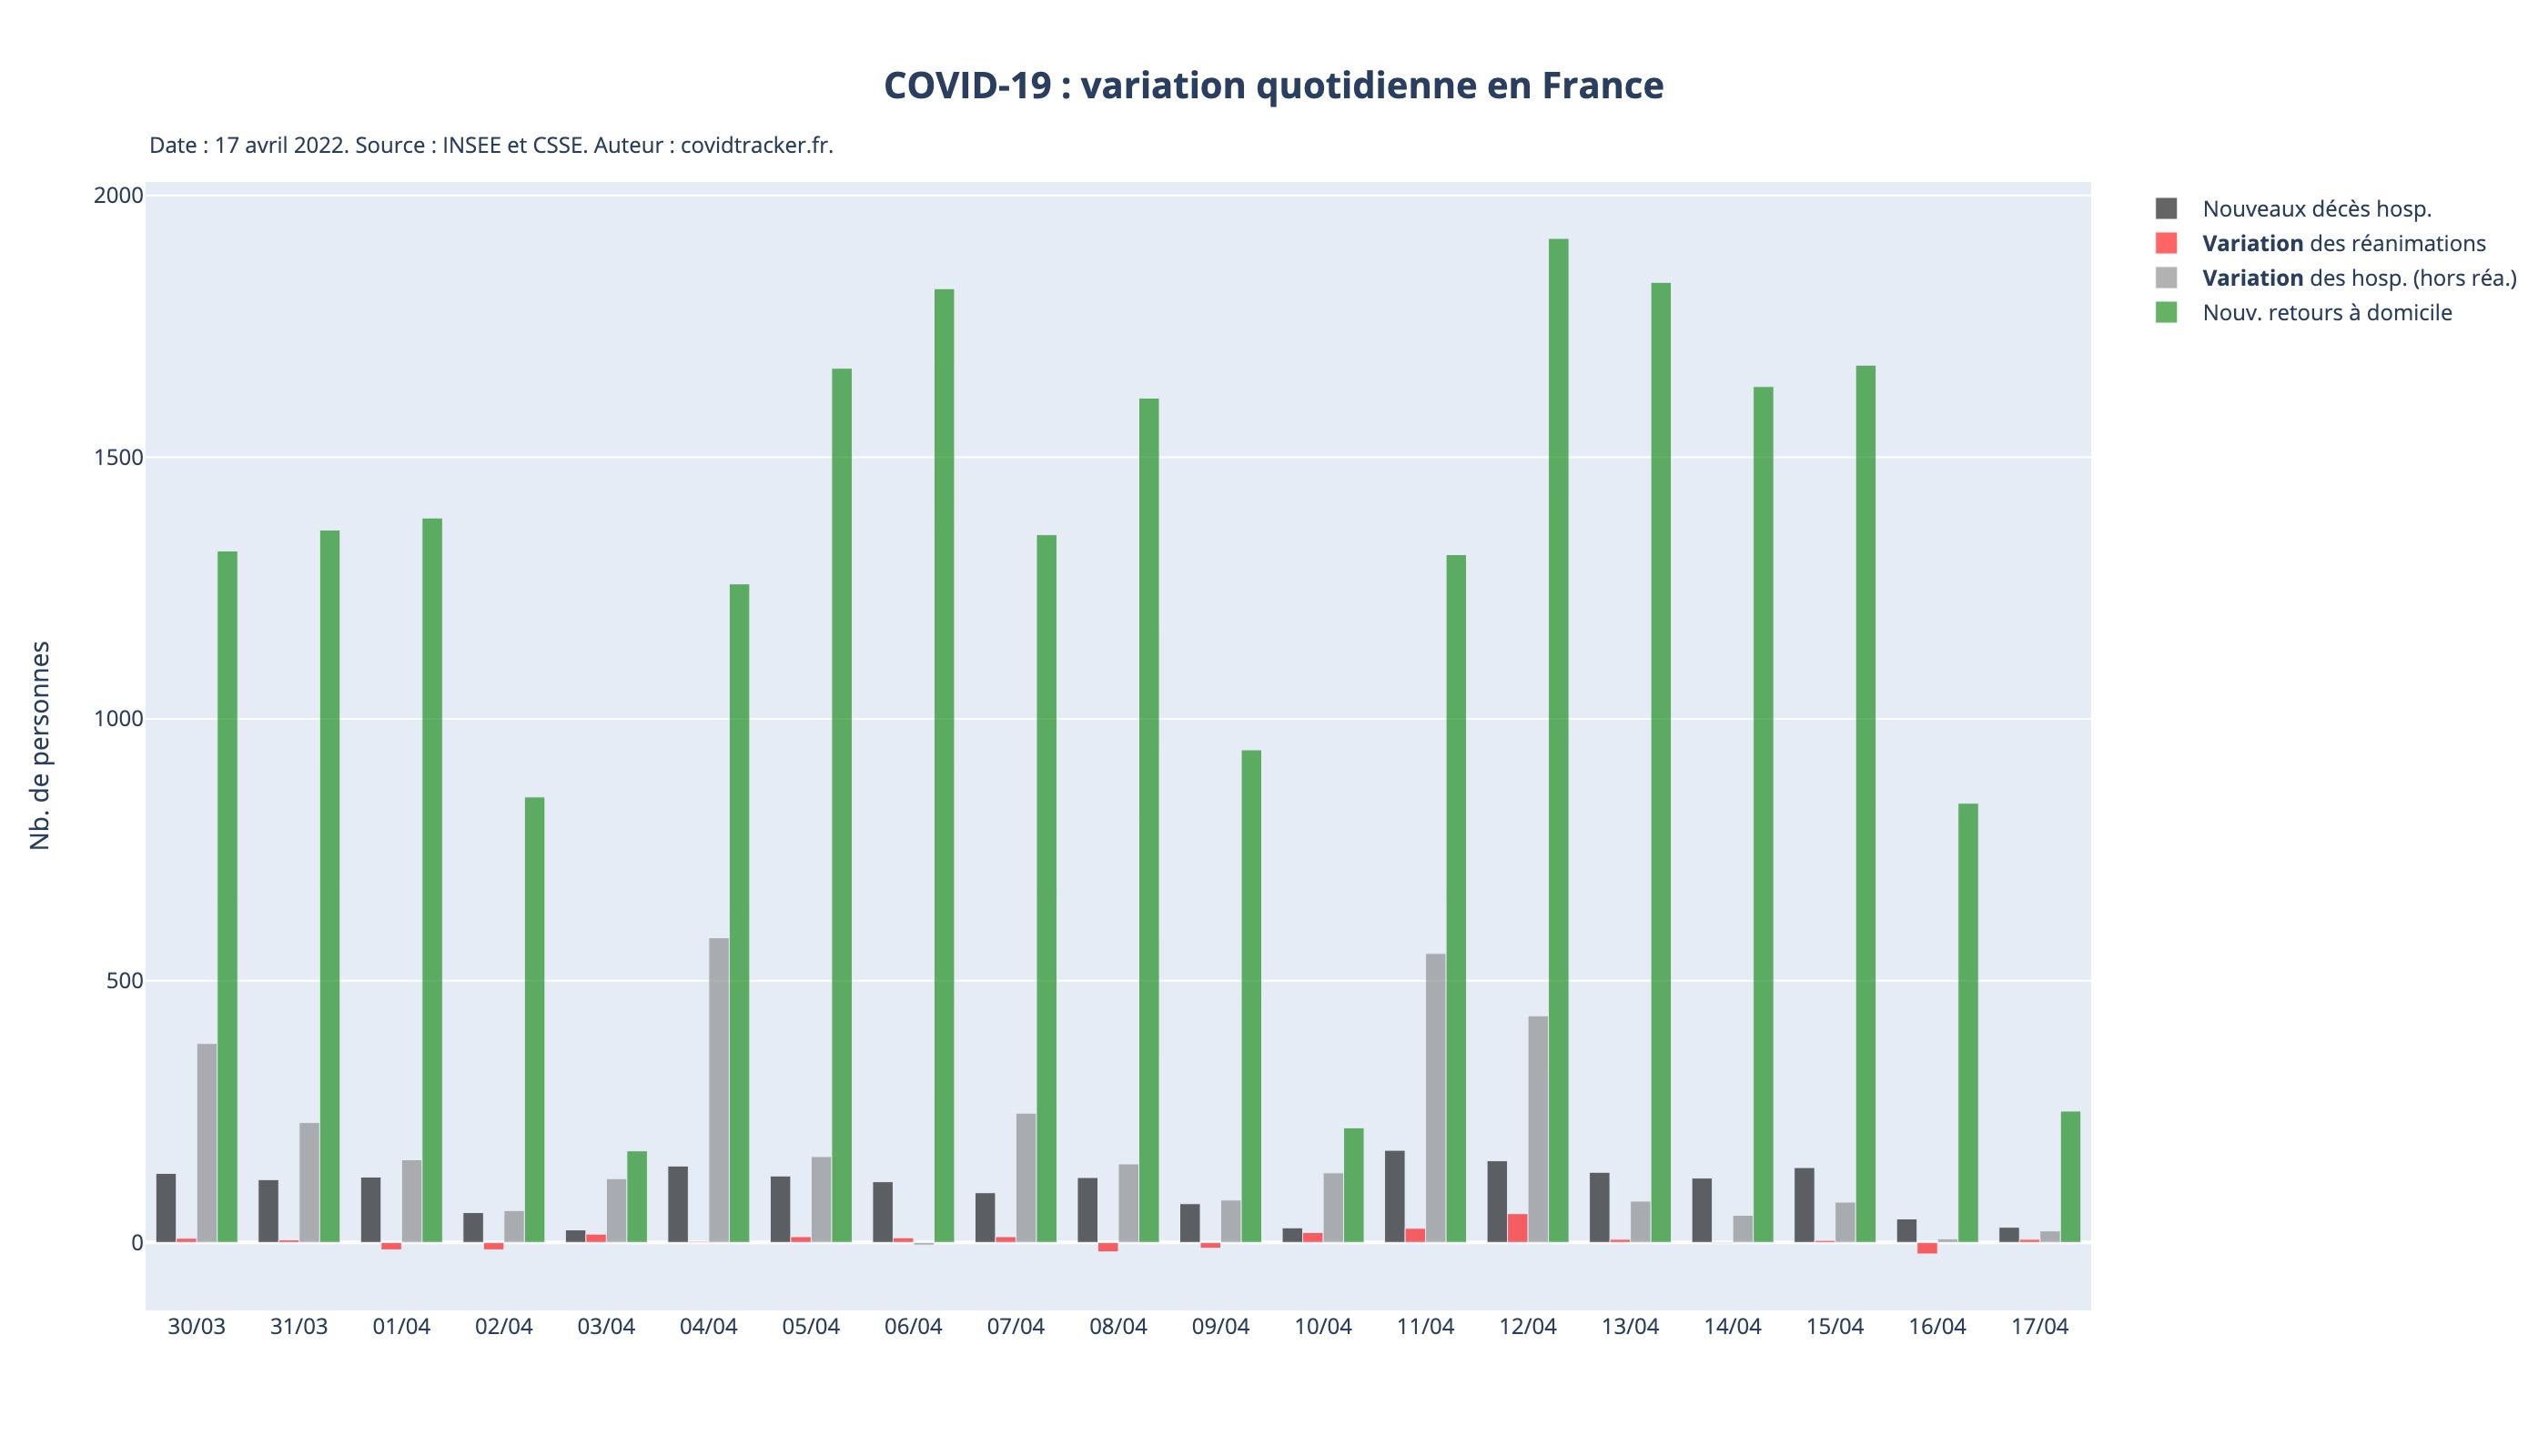 COVID-19 : variation quotidienne en France
Date : 17 avril 2022. Source : INSEE et CSSE. Auteur : covidtracker.fr.
Nouveaux décès hosp.
Variation des réanimations
Variation des hosp. (hors réa.)
Nouv. retours à domicile
Nb. de personnes
2000
1500
1000
500
0
30/03 31/03 01/04 02/04 03/04 04/04 05/04 06/04 07/04 08/04 09/04 10/04 11/04 12/04 13/04 14/04 15/04 16/04 17/04